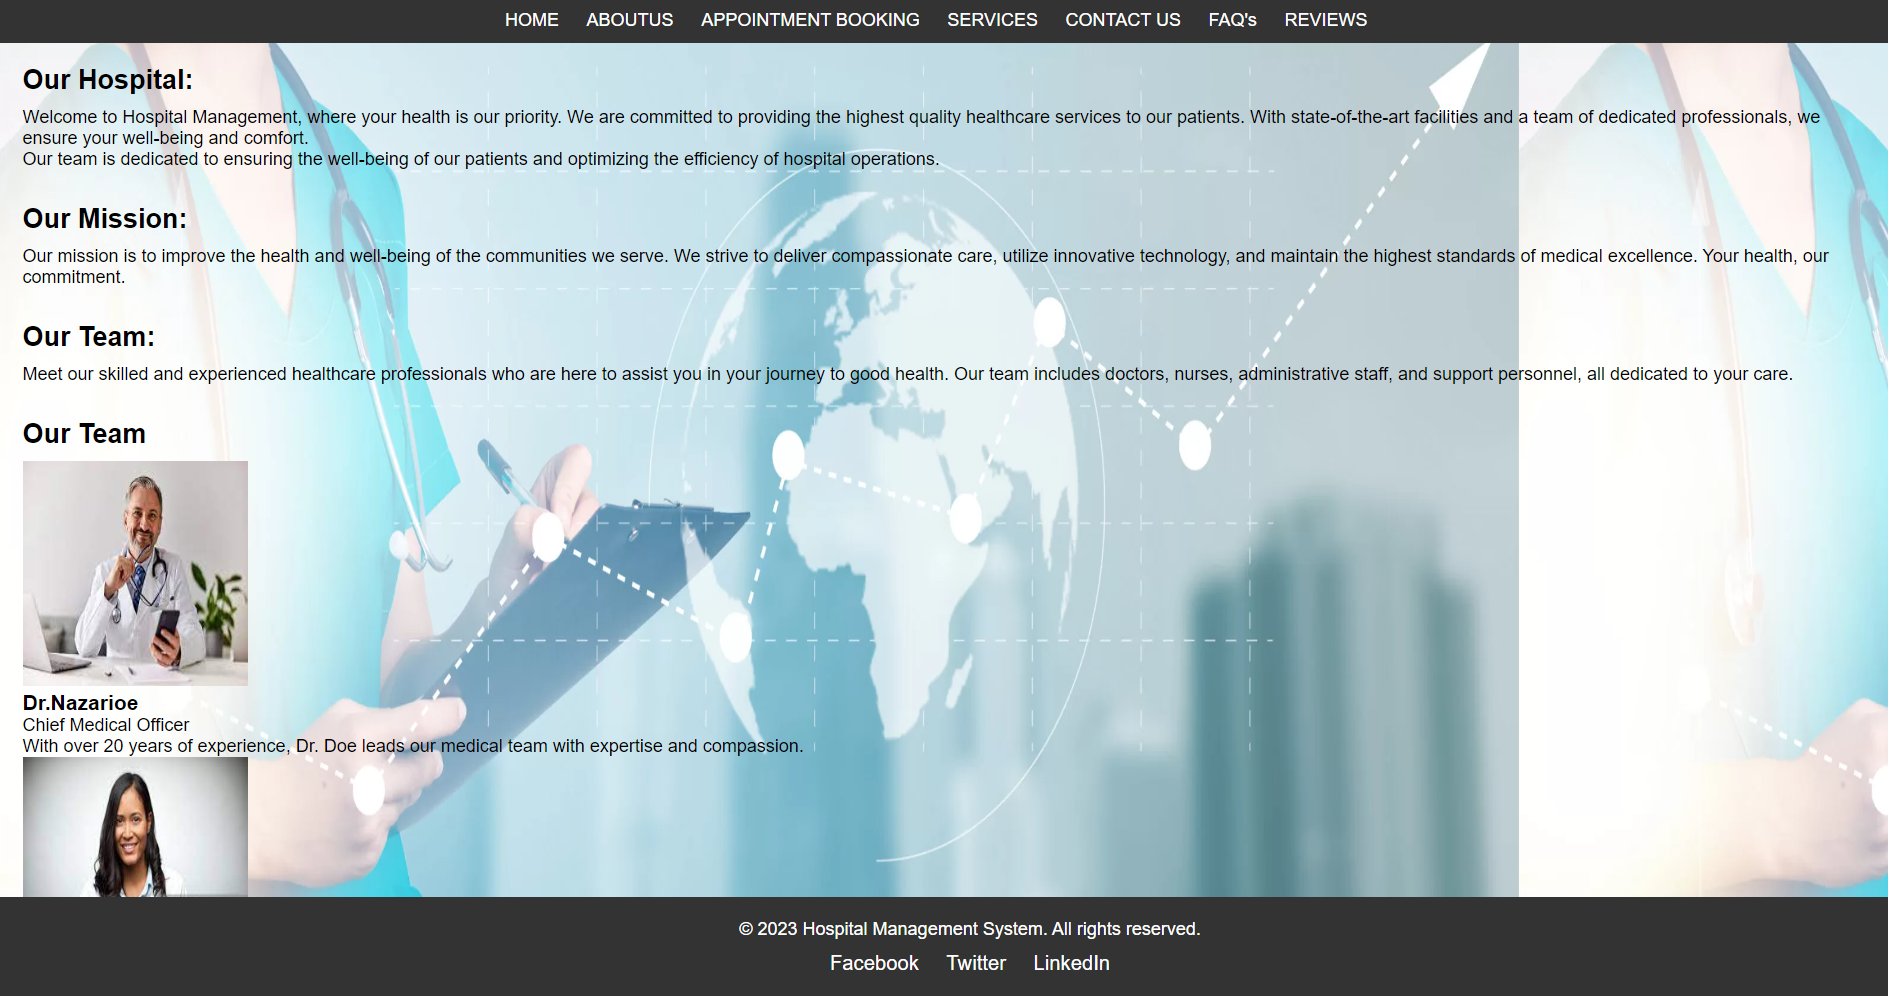 HOME ABOUTUS APPOINTMENT BOOKING SERVICES CONTACT US FAQ's REVIEWS
Our Hospital:
Welcome to Hospital Management, where your health is our priority. We are committed to providing the highest quality healthcare services to our patients. With state-of-the-art facilities and a team of dedicated professionals, we
ensure your well-being and comfort.
Our team is dedicated to ensuring the well-being of our patients and optimizing the efficiency of hospital operations.
Our Mission:
Our mission is to improve the health and well-being of the communities we serve. We strive to deliver compassionate care, utilize innovative technology, and maintain the highest standards of medical excellence. Your health, our
commitment.
Our Team:
Meet our skilled and experienced healthcare professionals who are here to assist you in your journey to good health. Our team includes doctors, nurses, administrative staff, and support personnel, all dedicated to your care.
Our Team
Dr.Nazarioe
Chief Medical Officer
With over 20 years of experience, Dr. Doe leads our medical team with expertise and compassion.
© 2023 Hospital Management System. All rights reserved.
Facebook Twitter LinkedIn